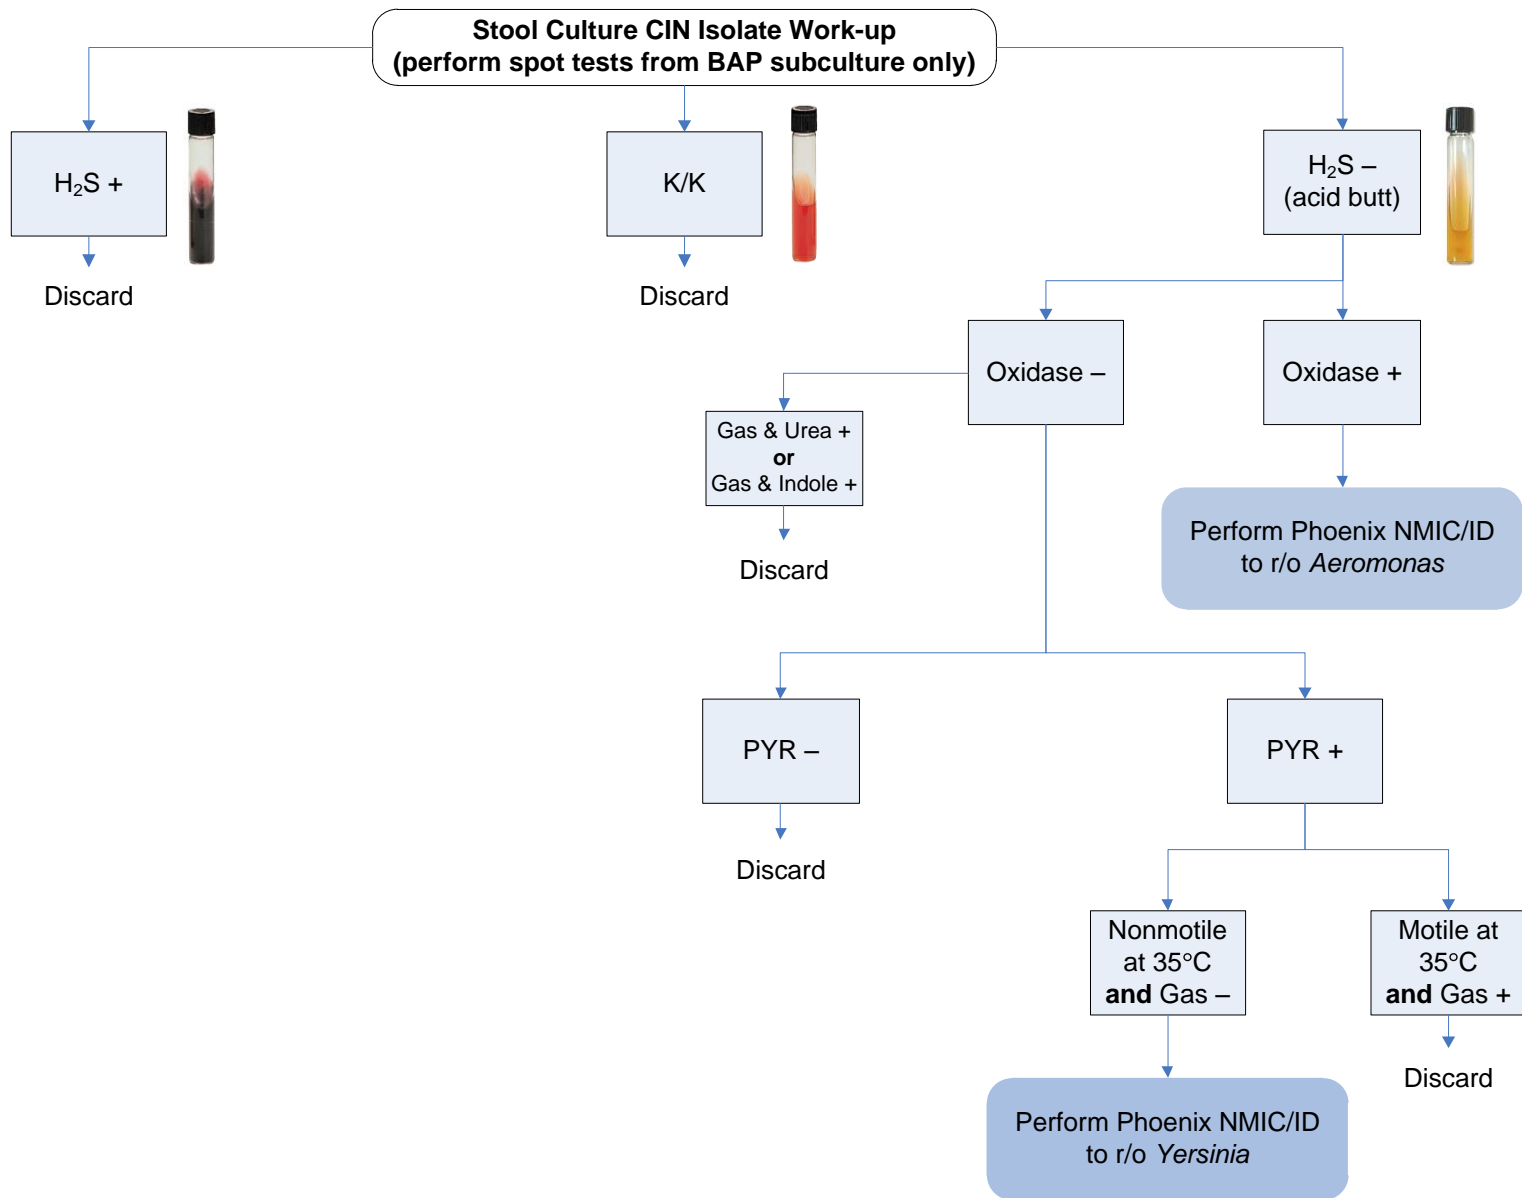 Stool Culture CIN Isolate Work-up
(perform spot tests from BAP subculture only)
H₂S +
Discard
K/K
Discard
H₂S –
(acid butt)
Oxidase –
Oxidase +
Gas & Urea +
or
Gas & Indole +
Discard
Perform Phoenix NMIC/ID
to r/o Aeromonas
PYR –
Discard
PYR +
Nonmotile
at 35°C
and Gas –
Motile at
35°C
and Gas +
Discard
Perform Phoenix NMIC/ID
to r/o Yersinia